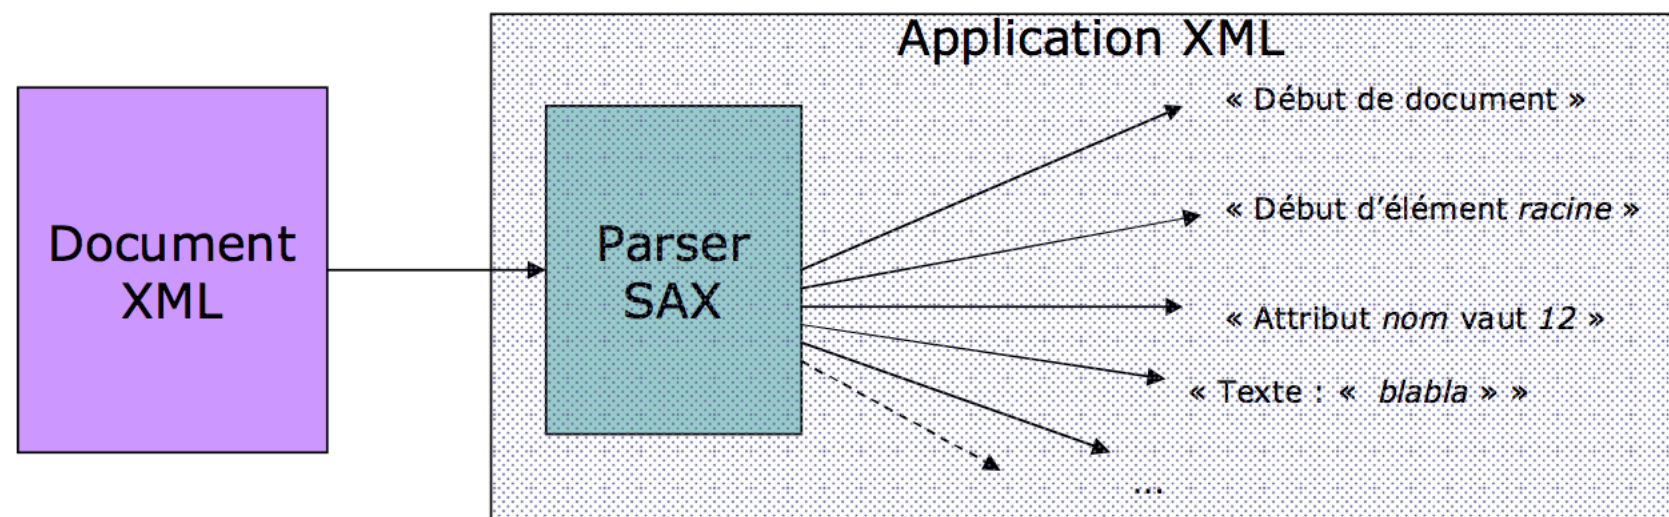 Application XML
Document
XML
Parser
SAX
« Début de document »
« Début d’élément racine »
« Attribut nom vaut 12 »
« Texte : « blabla » »
...